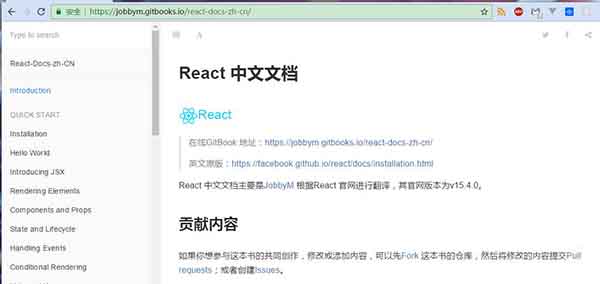 安全 | https://jobbym.gitbooks.io/react-docs-zh-cn/
Type to search
A
React-Docs-zh-CN
Introduction
QUICK START
Installation
Hello World
Introducing JSX
Rendering Elements
Components and Props
State and Lifecycle
Handling Events
Conditional Rendering
React 中文文档
React
在线GitBook 地址：https://jobbym.gitbooks.io/react-docs-zh-cn/
英文原版：https://facebook.github.io/react/docs/installation.html
React 中文文档主要是JobbyM 根据React 官网进行翻译，其官网版本为v15.4.0。
贡献内容
如果你想参与这本书的共同创作，修改或添加内容，可以先Fork 这本书的仓库，然后将修改的内容提交Pull
requests；或者创建Issues。